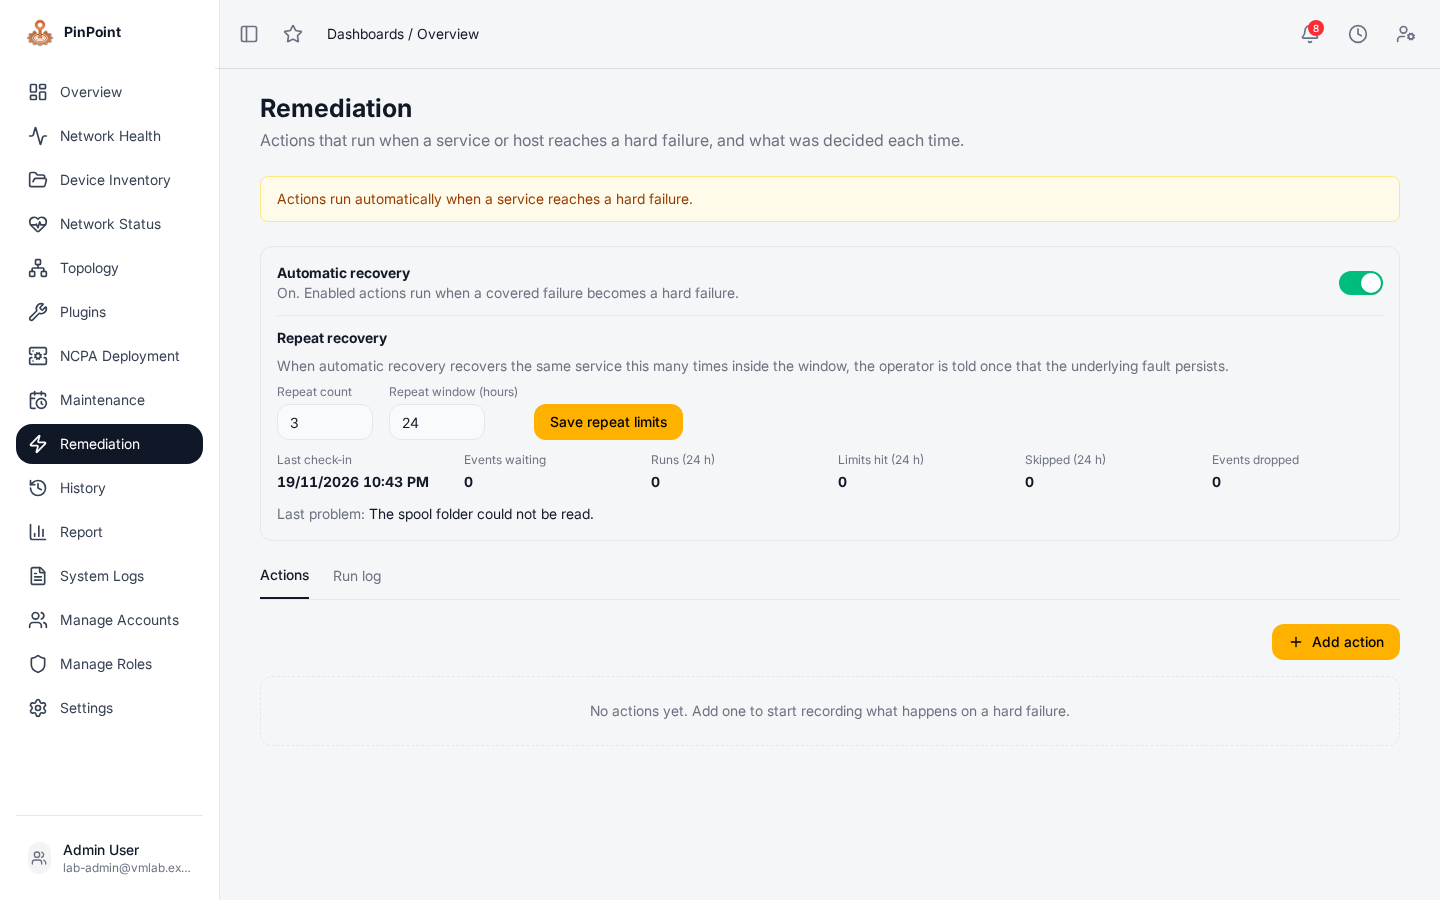 PinPoint
Dashboards / Overview
8
Overview
Network Health
Device Inventory
Network Status
Topology
Plugins
NCPA Deployment
Maintenance
Remediation
History
Report
System Logs
Manage Accounts
Manage Roles
Settings
Admin User
lab-admin@vmlab.ex...
Remediation
Actions that run when a service or host reaches a hard failure, and what was decided each time.
Actions run automatically when a service reaches a hard failure.
Automatic recovery
On. Enabled actions run when a covered failure becomes a hard failure.
Repeat recovery
When automatic recovery recovers the same service this many times inside the window, the operator is told once that the underlying fault persists.
Repeat count
Repeat window (hours)
3
24
Save repeat limits
Last check-in
Events waiting
Runs (24 h)
Limits hit (24 h)
Skipped (24 h)
Events dropped
19/11/2026 10:43 PM
0
0
0
0
0
Last problem: The spool folder could not be read.
Actions
Run log
Add action
No actions yet. Add one to start recording what happens on a hard failure.